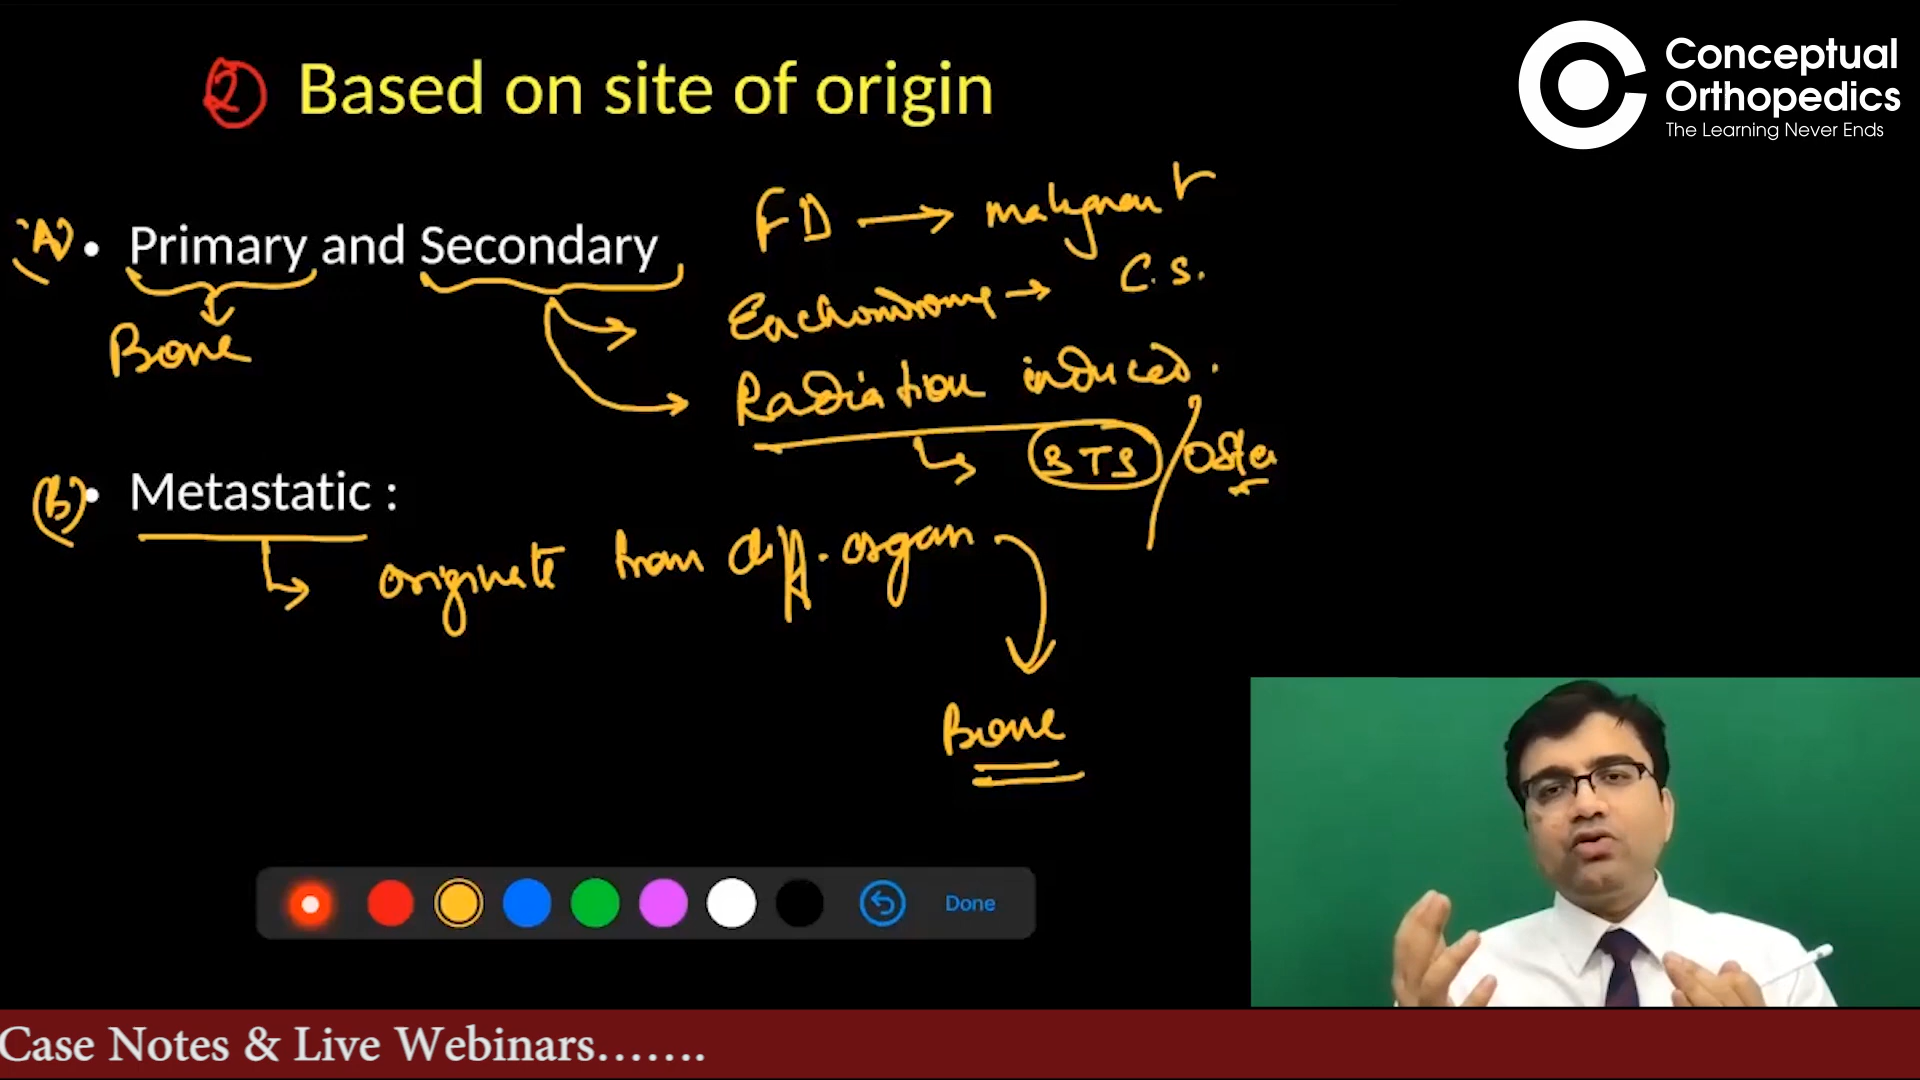 Conceptual
Orthopedics
The Learning Never Ends
② Based on site of origin
(A) • Primary and Secondary
Bone
FD → malignant
Enchondroma → C.S.
Radiation induced.
STS / Oste
(B) • Metastatic :
originate from diff. organ
Bone
Done
Case Notes & Live Webinars.......